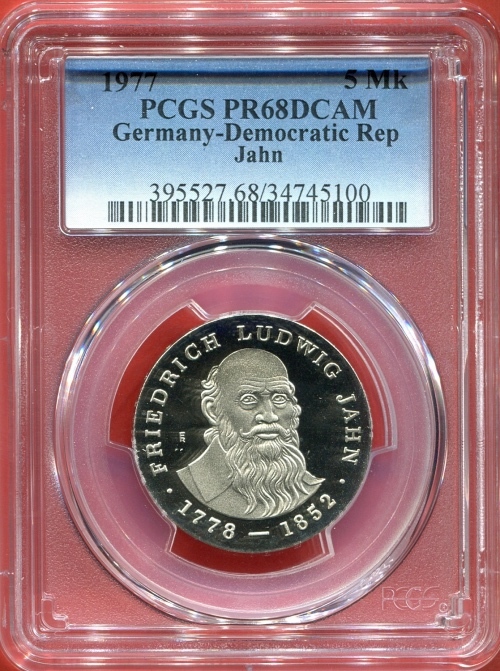 1977 5 Mk
PCGS PR68DCAM
Germany-Democratic Rep
Jahn
395527.68/34745100
· FRIEDRICH LUDWIG JAHN ·
1778 — 1852
PCGS